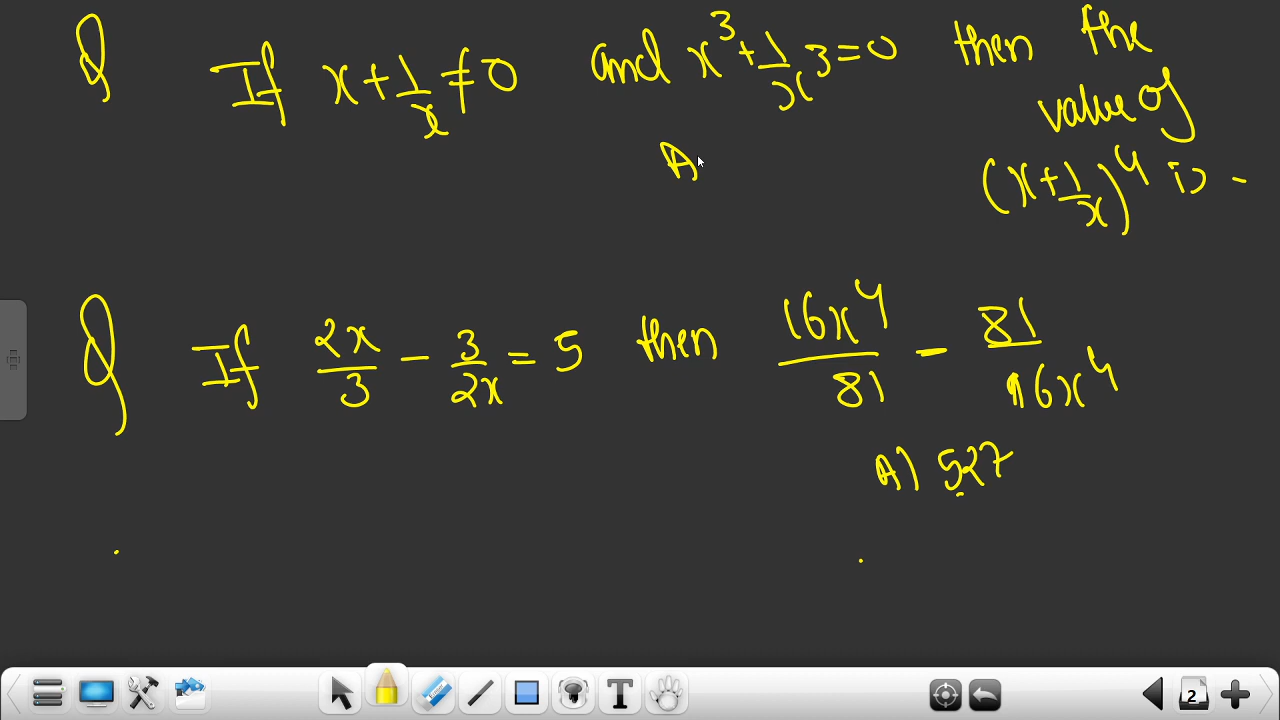 Q If x + 1/x ≠ 0 and x³ + 1/x³ = 0 then the
value of
(x + 1/x)⁴ is -
A
Q If 2x/3 - 3/2x = 5 then 16x⁴/81 - 81/16x⁴
A) 527
T
2